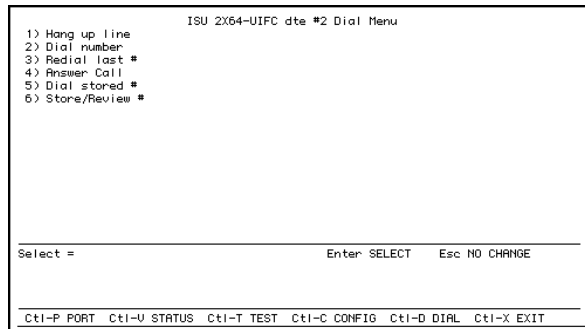 ISU 2X64-UIFC dte #2 Dial Menu
1) Hang up line
2) Dial number
3) Redial last #
4) Answer Call
5) Dial stored #
6) Store/Review #
Select = Enter SELECT Esc NO CHANGE
Ctl-P PORT Ctl-V STATUS Ctl-T TEST Ctl-C CONFIG Ctl-D DIAL Ctl-X EXIT